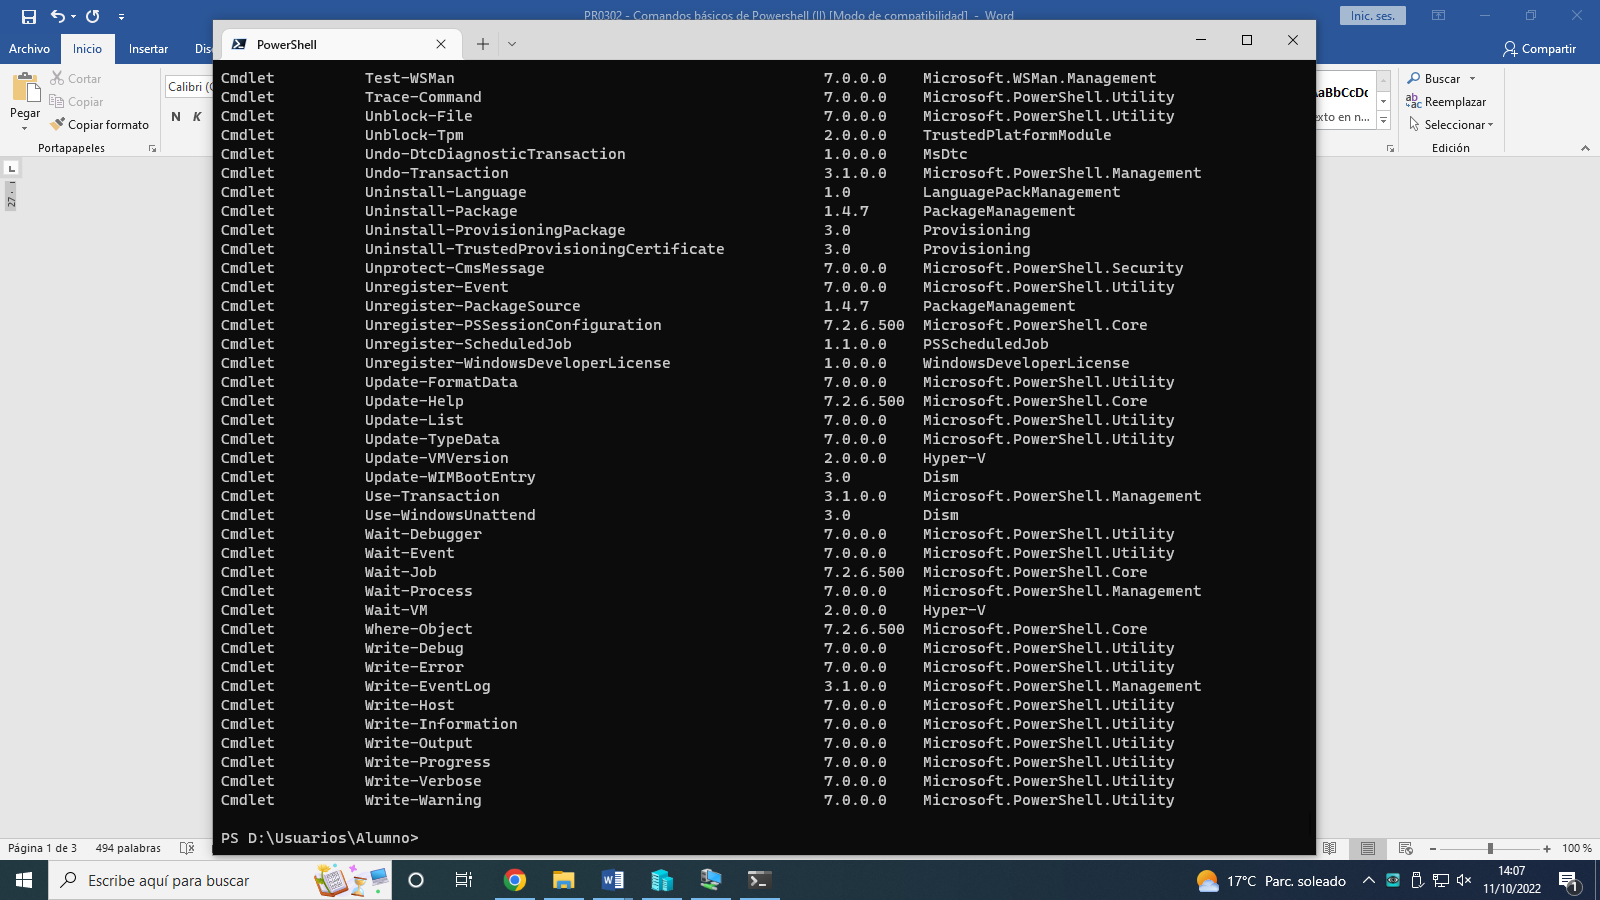 PR0302 - Comandos básicos de Powershell (II) [Modo de compatibilidad] - Word
Inic. ses.
Archivo Inicio Insertar Dis
Compartir
PowerShell
Cortar
Copiar
Pegar
Copiar formato
Portapapeles
Calibri (C
N K
aBbCcDc
exto en n...
Buscar
Reemplazar
Seleccionar
Edición
27
Cmdlet Test-WSMan 7.0.0.0 Microsoft.WSMan.Management
Cmdlet Trace-Command 7.0.0.0 Microsoft.PowerShell.Utility
Cmdlet Unblock-File 7.0.0.0 Microsoft.PowerShell.Utility
Cmdlet Unblock-Tpm 2.0.0.0 TrustedPlatformModule
Cmdlet Undo-DtcDiagnosticTransaction 1.0.0.0 MsDtc
Cmdlet Undo-Transaction 3.1.0.0 Microsoft.PowerShell.Management
Cmdlet Uninstall-Language 1.0 LanguagePackManagement
Cmdlet Uninstall-Package 1.4.7 PackageManagement
Cmdlet Uninstall-ProvisioningPackage 3.0 Provisioning
Cmdlet Uninstall-TrustedProvisioningCertificate 3.0 Provisioning
Cmdlet Unprotect-CmsMessage 7.0.0.0 Microsoft.PowerShell.Security
Cmdlet Unregister-Event 7.0.0.0 Microsoft.PowerShell.Utility
Cmdlet Unregister-PackageSource 1.4.7 PackageManagement
Cmdlet Unregister-PSSessionConfiguration 7.2.6.500 Microsoft.PowerShell.Core
Cmdlet Unregister-ScheduledJob 1.1.0.0 PSScheduledJob
Cmdlet Unregister-WindowsDeveloperLicense 1.0.0.0 WindowsDeveloperLicense
Cmdlet Update-FormatData 7.0.0.0 Microsoft.PowerShell.Utility
Cmdlet Update-Help 7.2.6.500 Microsoft.PowerShell.Core
Cmdlet Update-List 7.0.0.0 Microsoft.PowerShell.Utility
Cmdlet Update-TypeData 7.0.0.0 Microsoft.PowerShell.Utility
Cmdlet Update-VMVersion 2.0.0.0 Hyper-V
Cmdlet Update-WIMBootEntry 3.0 Dism
Cmdlet Use-Transaction 3.1.0.0 Microsoft.PowerShell.Management
Cmdlet Use-WindowsUnattend 3.0 Dism
Cmdlet Wait-Debugger 7.0.0.0 Microsoft.PowerShell.Utility
Cmdlet Wait-Event 7.0.0.0 Microsoft.PowerShell.Utility
Cmdlet Wait-Job 7.2.6.500 Microsoft.PowerShell.Core
Cmdlet Wait-Process 7.0.0.0 Microsoft.PowerShell.Management
Cmdlet Wait-VM 2.0.0.0 Hyper-V
Cmdlet Where-Object 7.2.6.500 Microsoft.PowerShell.Core
Cmdlet Write-Debug 7.0.0.0 Microsoft.PowerShell.Utility
Cmdlet Write-Error 7.0.0.0 Microsoft.PowerShell.Utility
Cmdlet Write-EventLog 3.1.0.0 Microsoft.PowerShell.Management
Cmdlet Write-Host 7.0.0.0 Microsoft.PowerShell.Utility
Cmdlet Write-Information 7.0.0.0 Microsoft.PowerShell.Utility
Cmdlet Write-Output 7.0.0.0 Microsoft.PowerShell.Utility
Cmdlet Write-Progress 7.0.0.0 Microsoft.PowerShell.Utility
Cmdlet Write-Verbose 7.0.0.0 Microsoft.PowerShell.Utility
Cmdlet Write-Warning 7.0.0.0 Microsoft.PowerShell.Utility
PS D:\Usuarios\Alumno>
Página 1 de 3 494 palabras
100 %
Escribe aquí para buscar
17°C Parc. soleado
14:07
11/10/2022
1